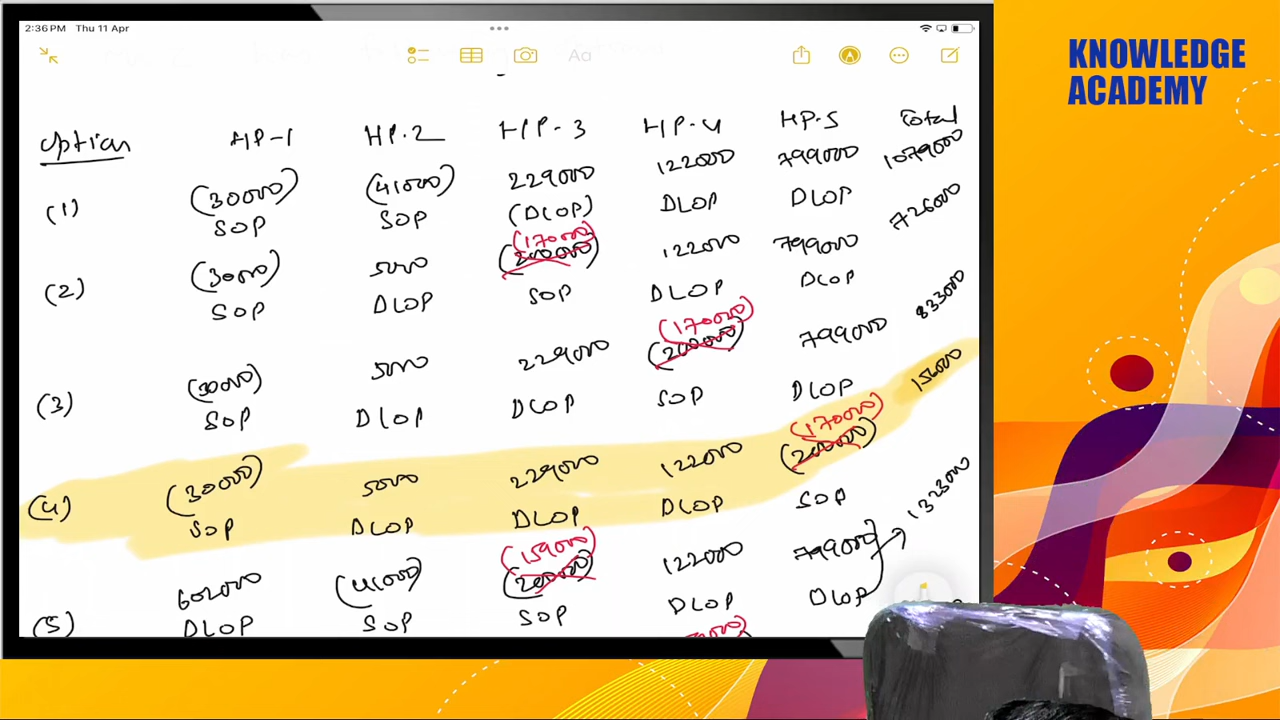 2:36 PM Thu 11 Apr
Aa
KNOWLEDGE
ACADEMY
Option HP-1 HP-2 HP-3 HP-4 HP-5 Total
(1) (30000) (41000) 229000 122000 799000 1079000
SOP SOP (DLOP) DLOP DLOP
(170000)
(2) (30000) 5000 (200000) 122000 799000 726000
SOP DLOP SOP DLOP DLOP
(170000)
(3) (30000) 5000 229000 (200000) 799000 833000
SOP DLOP DLOP SOP DLOP
(170000)
(4) (30000) 5000 229000 122000 (200000) 156000
SOP DLOP DLOP DLOP SOP
(159000)
(5) 602000 (41000) (200000) 122000 799000 1323000
DLOP SOP SOP DLOP DLOP